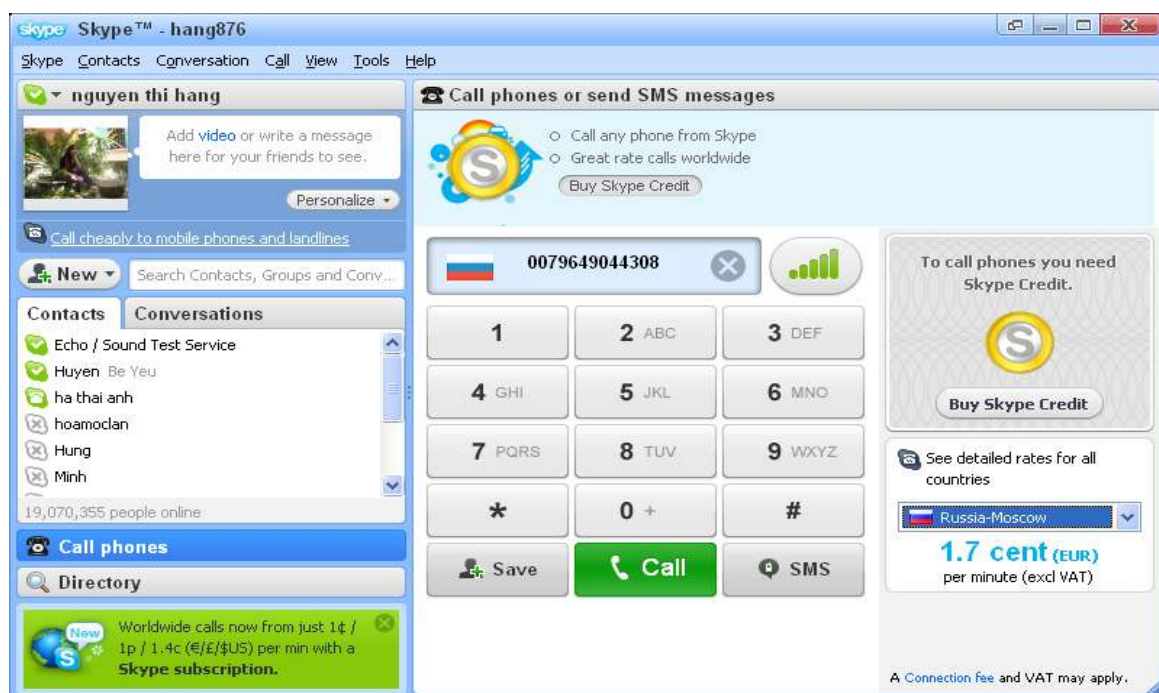 skype Skype™ - hang876
Skype Contacts Conversation Call View Tools Help
nguyen thi hang
Add video or write a message
here for your friends to see.
Personalize
Call cheaply to mobile phones and landlines
New Search Contacts, Groups and Conv...
Contacts Conversations
Echo / Sound Test Service
Huyen Be Yeu
ha thai anh
hoamoclan
Hung
Minh
19,070,355 people online
Call phones
Directory
New
Worldwide calls now from just 1¢ /
1p / 1.4c (€/£/$US) per min with a
Skype subscription.
Call phones or send SMS messages
Call any phone from Skype
Great rate calls worldwide
Buy Skype Credit
0079649044308
1 2 ABC 3 DEF
4 GHI 5 JKL 6 MNO
7 PQRS 8 TUV 9 WXYZ
* 0 + #
Save Call SMS
To call phones you need
Skype Credit.
Buy Skype Credit
See detailed rates for all
countries
Russia-Moscow
1.7 cent (EUR)
per minute (excl VAT)
A Connection fee and VAT may apply.